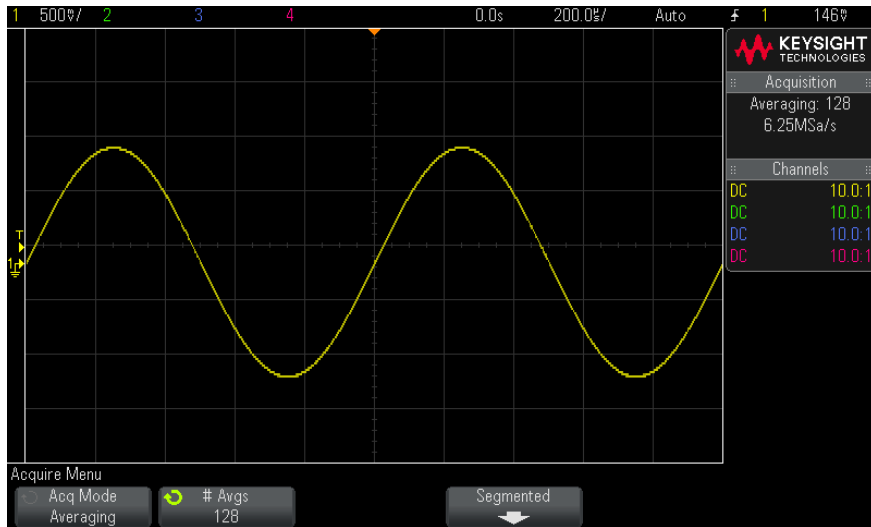 1 500mV/ 2 3 4 0.0s 200.0µs/ Auto 1 146mV
KEYSIGHT
TECHNOLOGIES
Acquisition
Averaging: 128
6.25MSa/s
Channels
DC 10.0:1
DC 10.0:1
DC 10.0:1
DC 10.0:1
T
1
Acquire Menu
Acq Mode
Averaging
# Avgs
128
Segmented